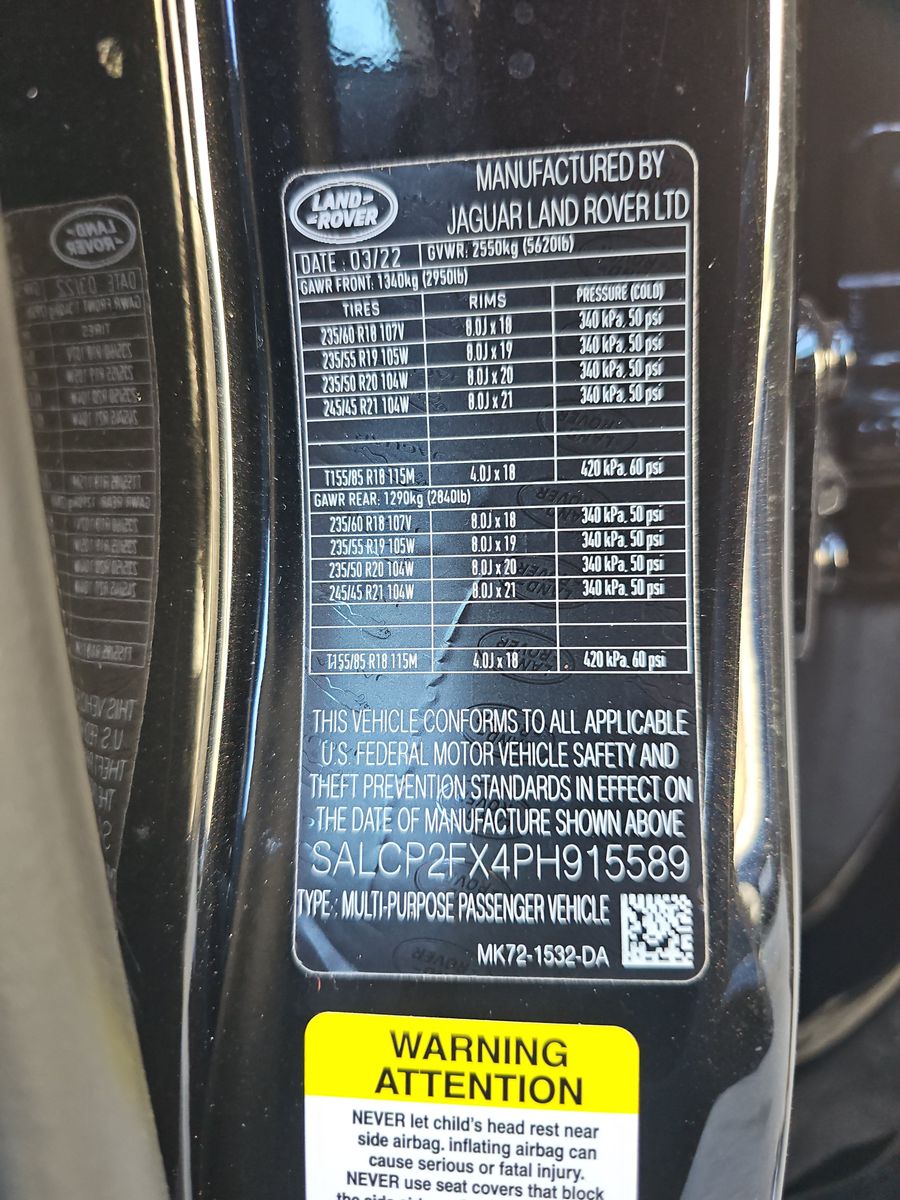 MANUFACTURED BY
LAND ROVER
JAGUAR LAND ROVER LTD
DATE : 03/22 GVWR: 2550kg (5620lb)
GAWR FRONT: 1340kg (2950lb)
TIRES RIMS PRESSURE (COLD)
235/60 R18 107V 8.0J x 18 340 kPa, 50 psi
235/55 R19 105W 8.0J x 19 340 kPa, 50 psi
235/50 R20 104W 8.0J x 20 340 kPa, 50 psi
245/45 R21 104W 8.0J x 21 340 kPa, 50 psi
T155/85 R18 115M 4.0J x 18 420 kPa, 60 psi
GAWR REAR: 1290kg (2840lb)
235/60 R18 107V 8.0J x 18 340 kPa, 50 psi
235/55 R19 105W 8.0J x 19 340 kPa, 50 psi
235/50 R20 104W 8.0J x 20 340 kPa, 50 psi
245/45 R21 104W 8.0J x 21 340 kPa, 50 psi
T155/85 R18 115M 4.0J x 18 420 kPa, 60 psi
THIS VEHICLE CONFORMS TO ALL APPLICABLE
U.S. FEDERAL MOTOR VEHICLE SAFETY AND
THEFT PREVENTION STANDARDS IN EFFECT ON
THE DATE OF MANUFACTURE SHOWN ABOVE
SALCP2FX4PH915589
TYPE : MULTI-PURPOSE PASSENGER VEHICLE
MK72-1532-DA
WARNING
ATTENTION
NEVER let child's head rest near
side airbag. inflating airbag can
cause serious or fatal injury.
NEVER use seat covers that block
the side